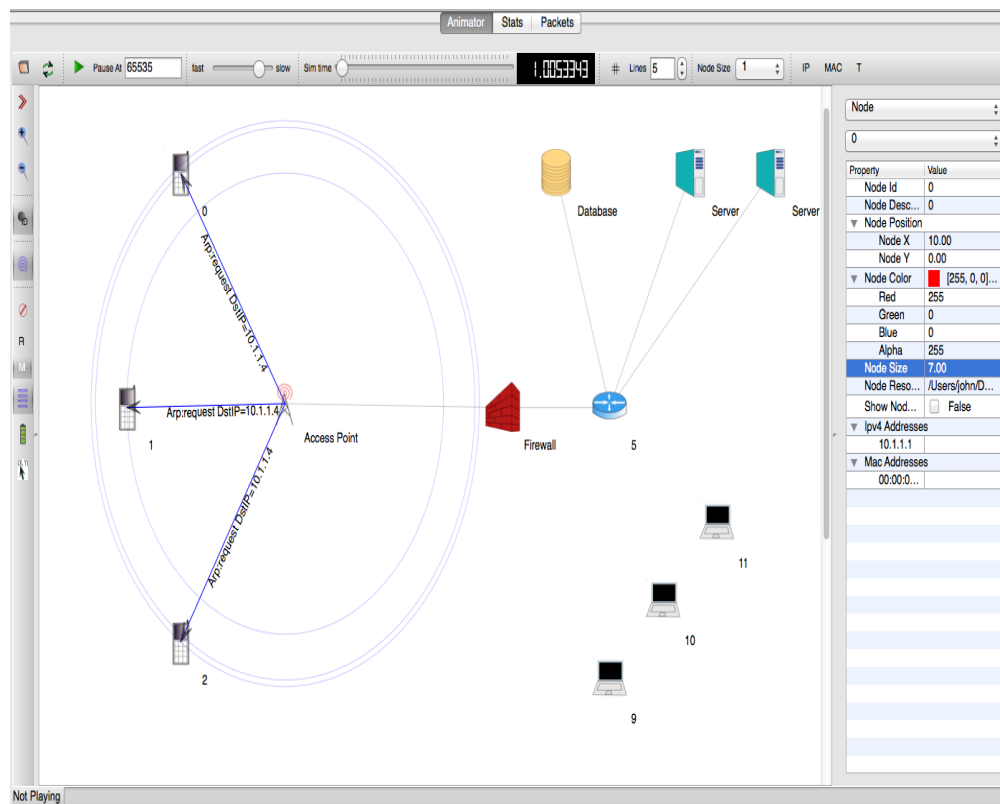 Animator Stats Packets
Pause At 65535 fast slow Sim time 1.0053343 # Lines 5 Node Size 1 IP MAC T
R
M
Node
0
Property Value
Node Id 0
Node Desc... 0
Node Position
Node X 10.00
Node Y 0.00
Node Color [255, 0, 0]...
Red 255
Green 0
Blue 0
Alpha 255
Node Size 7.00
Node Reso... /Users/john/D...
Show Nod... False
Ipv4 Addresses
10.1.1.1
Mac Addresses
00:00:0...
0
Database
Server
Server
Arp:request DstIP=10.1.1.4
Arp:request DstIP=10.1.1.4
1
Access Point
Firewall
5
Arp:request DstIP=10.1.1.4
11
10
2
9
Not Playing